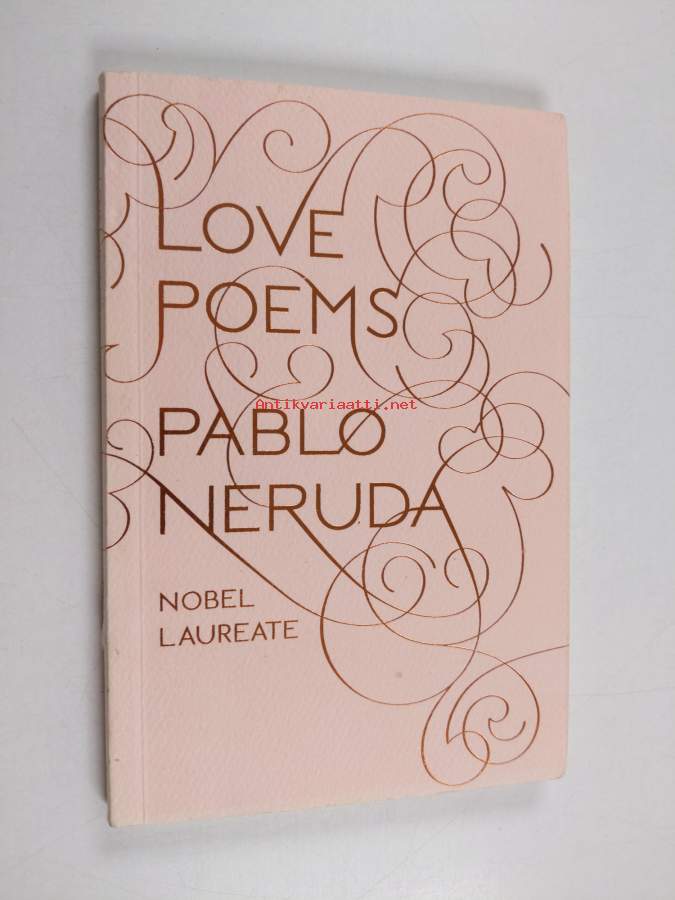 LOVE
POEMS
Antikvariaatti.net
PABLO
NERUDA
NOBEL
LAUREATE